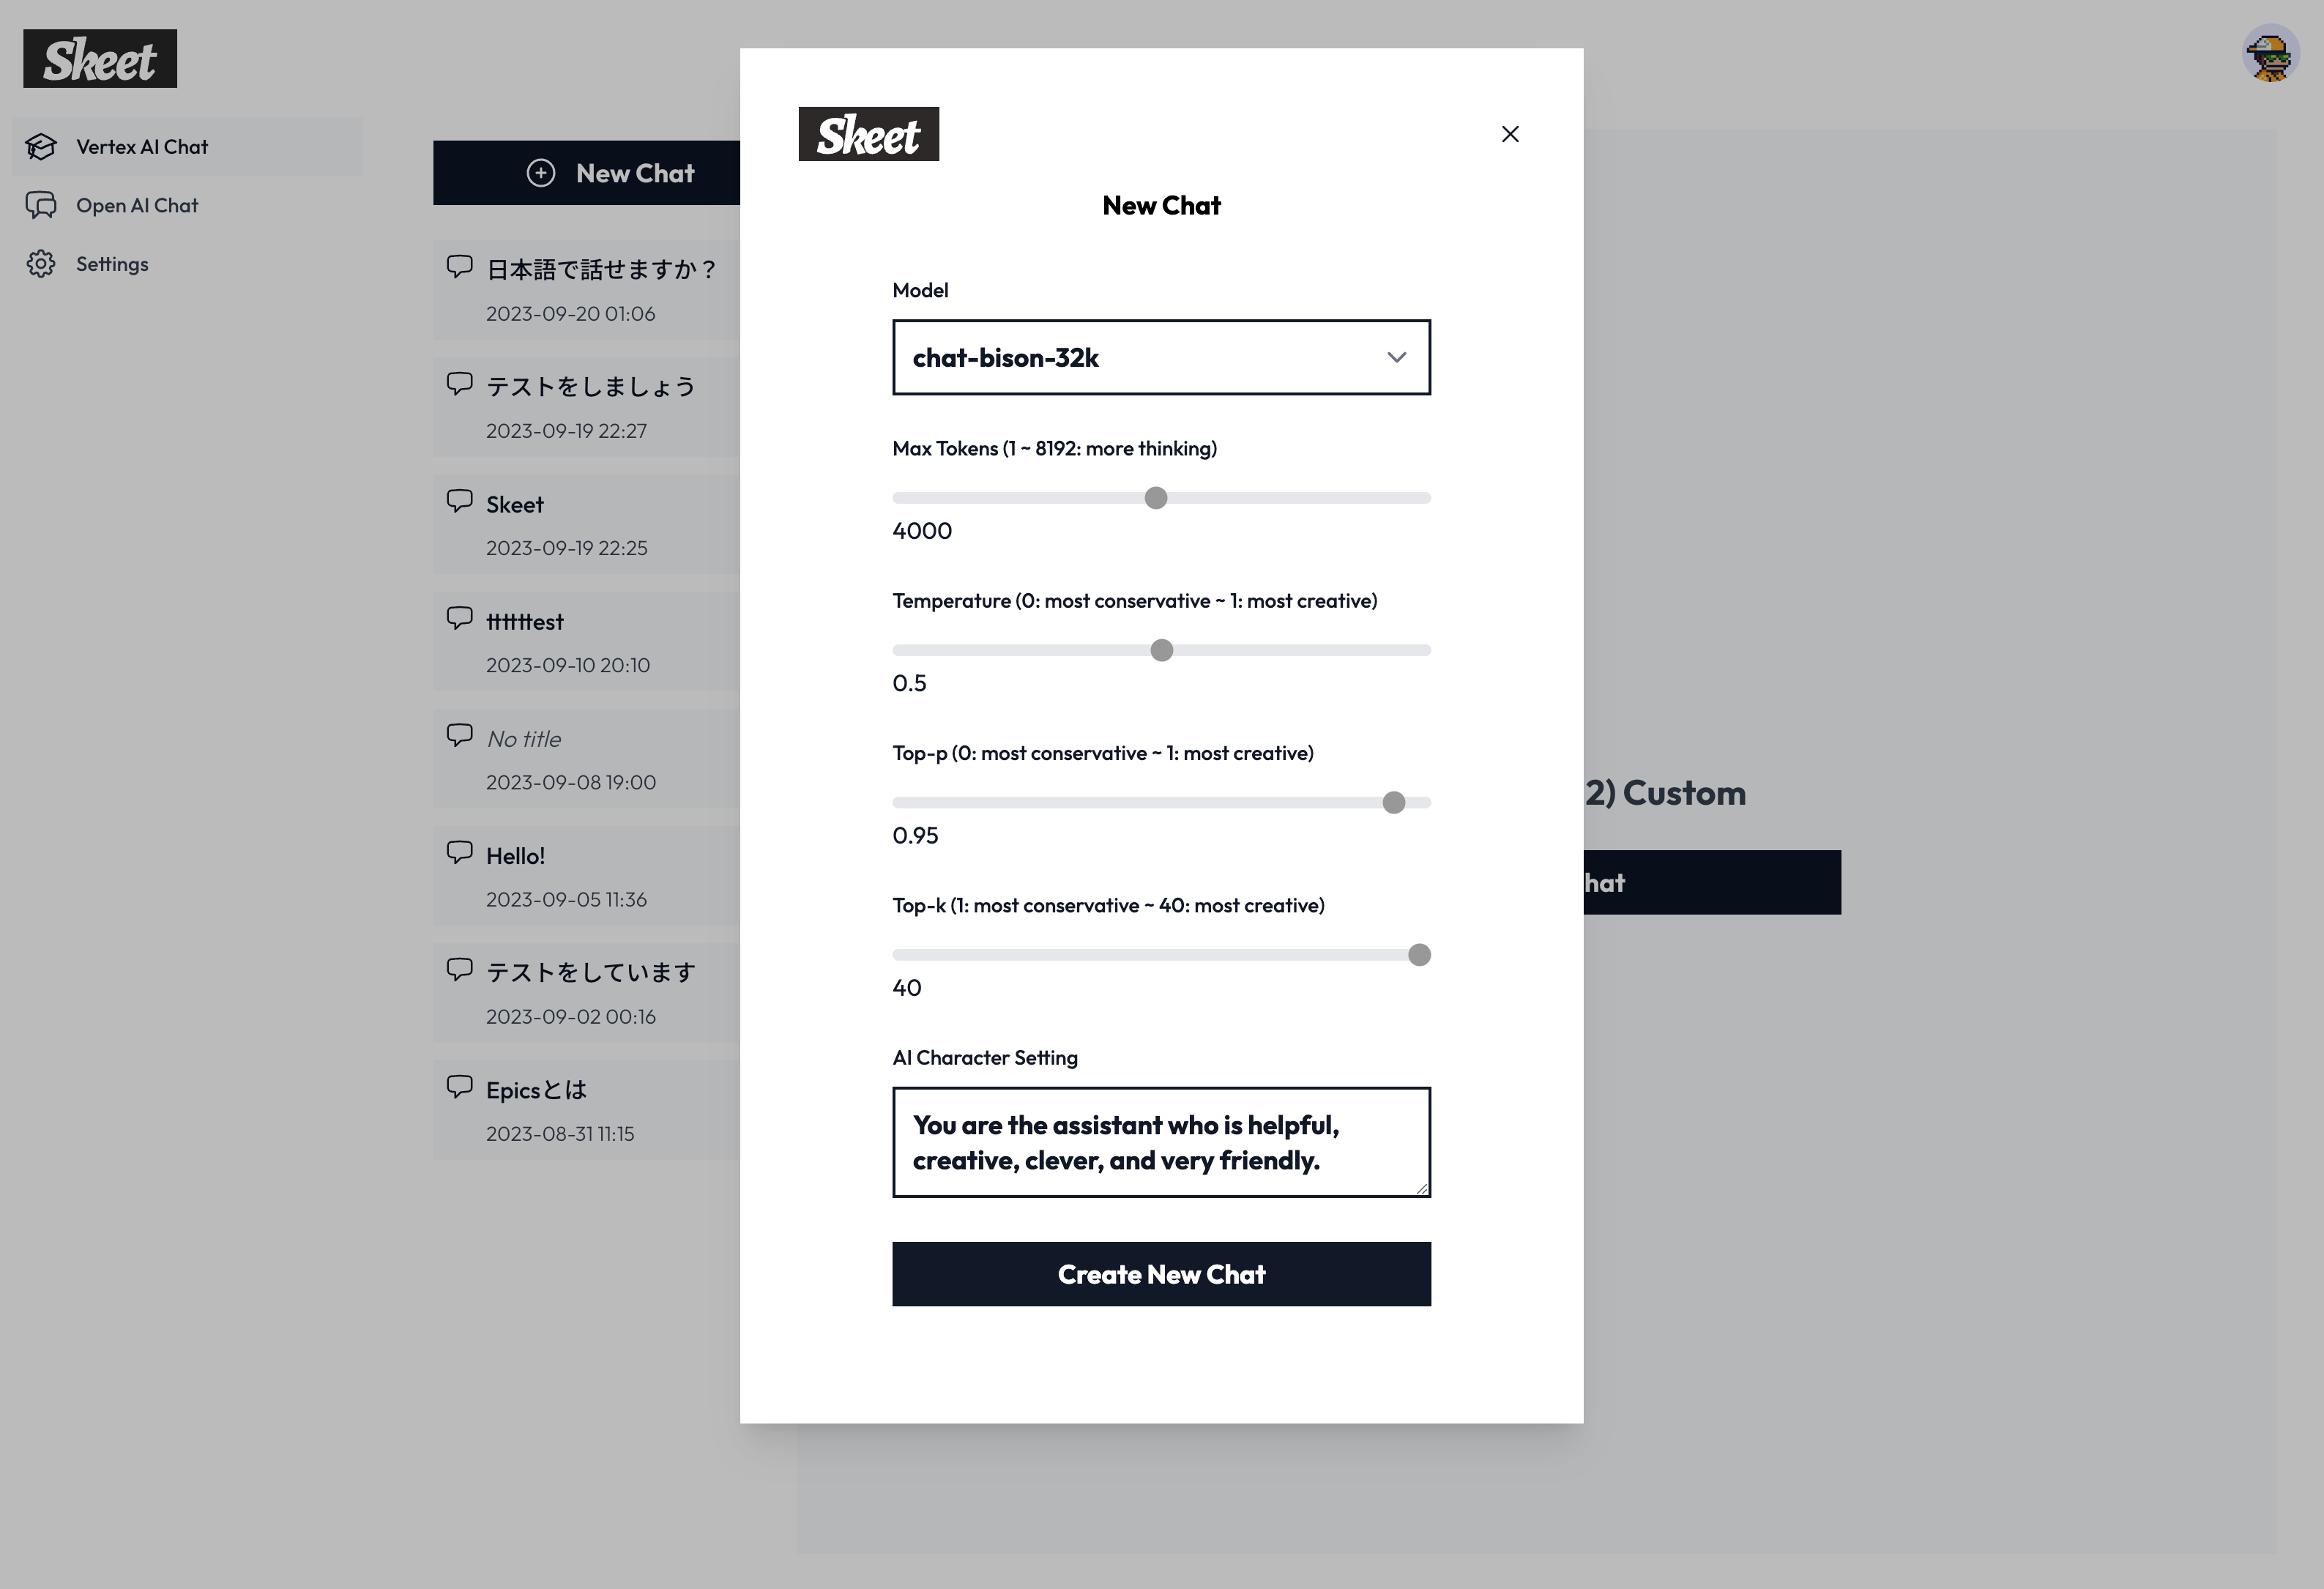 Skeet
Vertex AI Chat
Open AI Chat
Settings
New Chat
日本語で話せますか？
2023-09-20 01:06
テストをしましょう
2023-09-19 22:27
Skeet
2023-09-19 22:25
ttttttest
2023-09-10 20:10
No title
2023-09-08 19:00
Hello!
2023-09-05 11:36
テストをしています
2023-09-02 00:16
Epicsとは
2023-08-31 11:15
Skeet
New Chat
Model
chat-bison-32k
Max Tokens (1 ~ 8192: more thinking)
4000
Temperature (0: most conservative ~ 1: most creative)
0.5
Top-p (0: most conservative ~ 1: most creative)
0.95
Top-k (1: most conservative ~ 40: most creative)
40
AI Character Setting
You are the assistant who is helpful,
creative, clever, and very friendly.
Create New Chat
2) Custom
hat